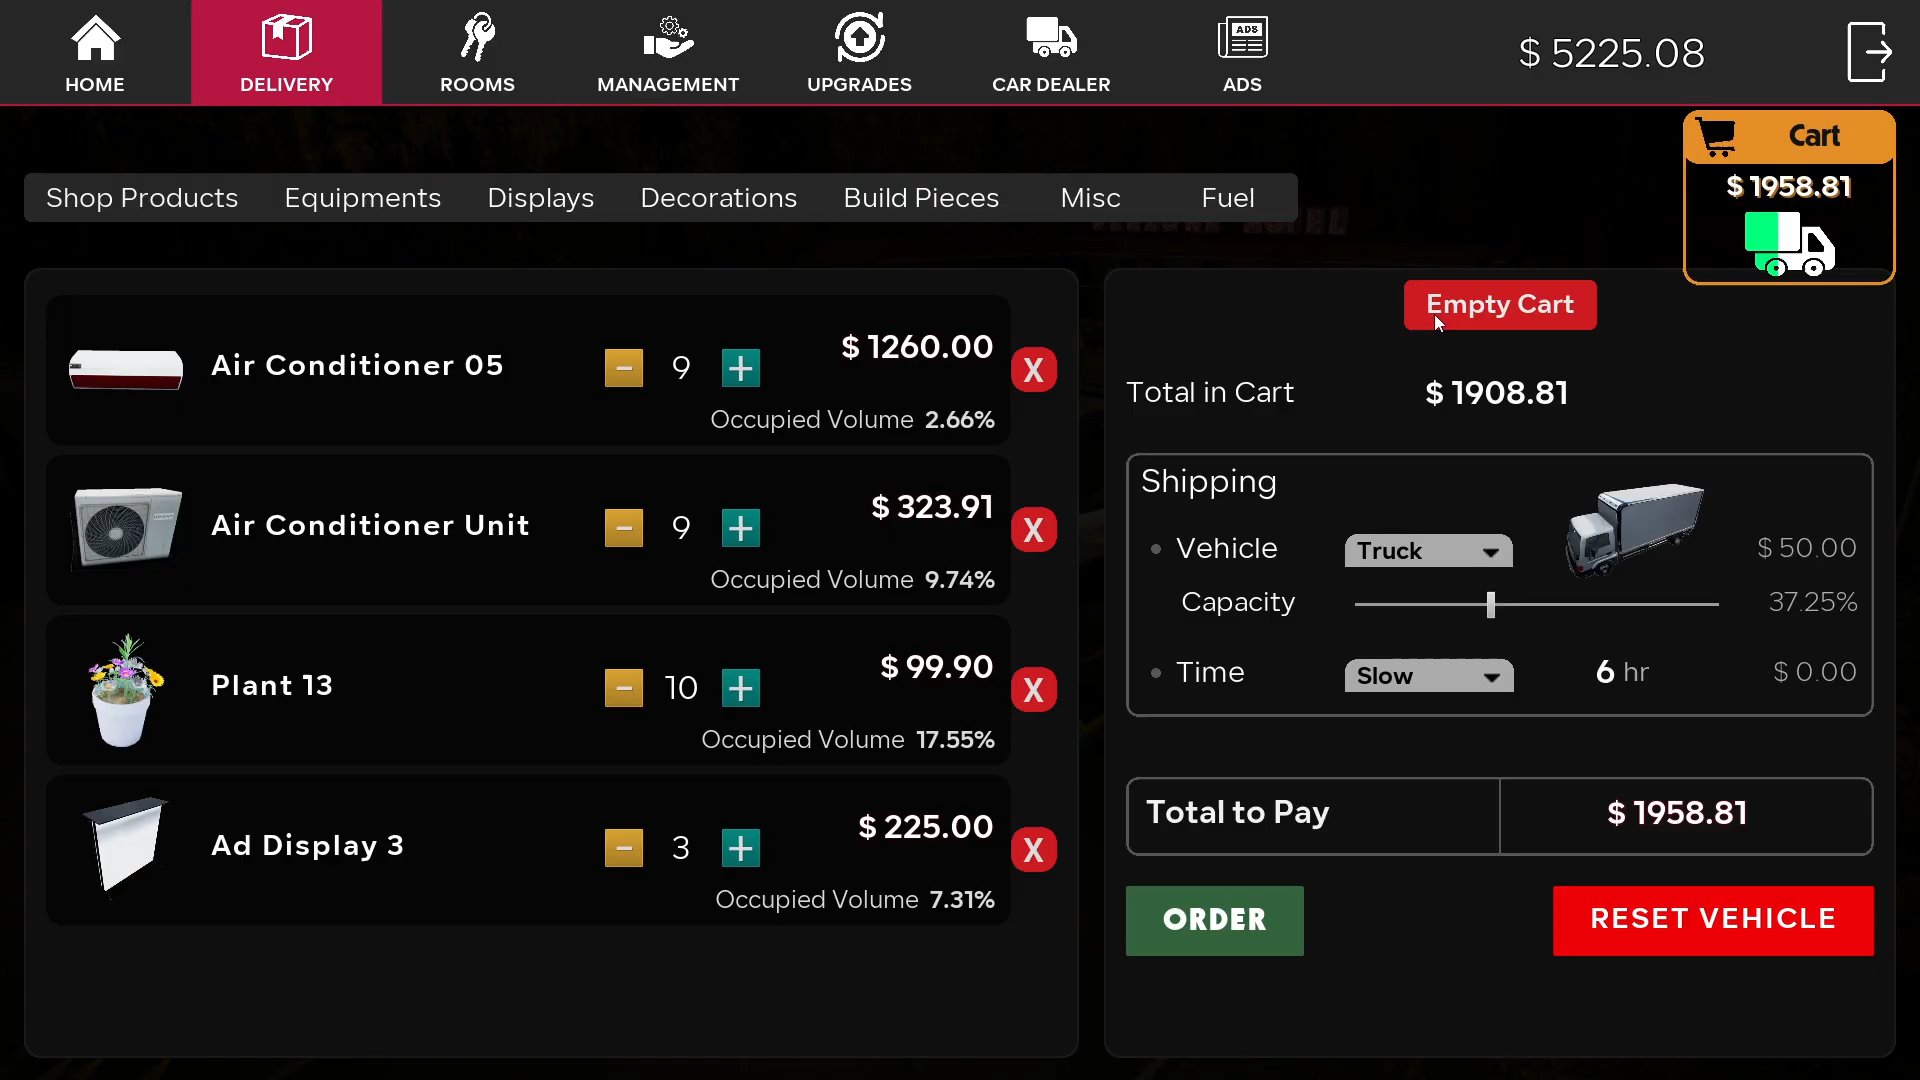 HOME
DELIVERY
ROOMS
MANAGEMENT
UPGRADES
CAR DEALER
ADS
ADS
$ 5225.08
Cart
$ 1958.81
Shop Products
Equipments
Displays
Decorations
Build Pieces
Misc
Fuel
Air Conditioner 05
- 9 +
$ 1260.00
X
Occupied Volume 2.66%
Air Conditioner Unit
- 9 +
$ 323.91
X
Occupied Volume 9.74%
Plant 13
- 10 +
$ 99.90
X
Occupied Volume 17.55%
Ad Display 3
- 3 +
$ 225.00
X
Occupied Volume 7.31%
Empty Cart
Total in Cart $ 1908.81
Shipping
Vehicle Truck $ 50.00
Capacity 37.25%
Time Slow 6 hr $ 0.00
Total to Pay $ 1958.81
ORDER
RESET VEHICLE